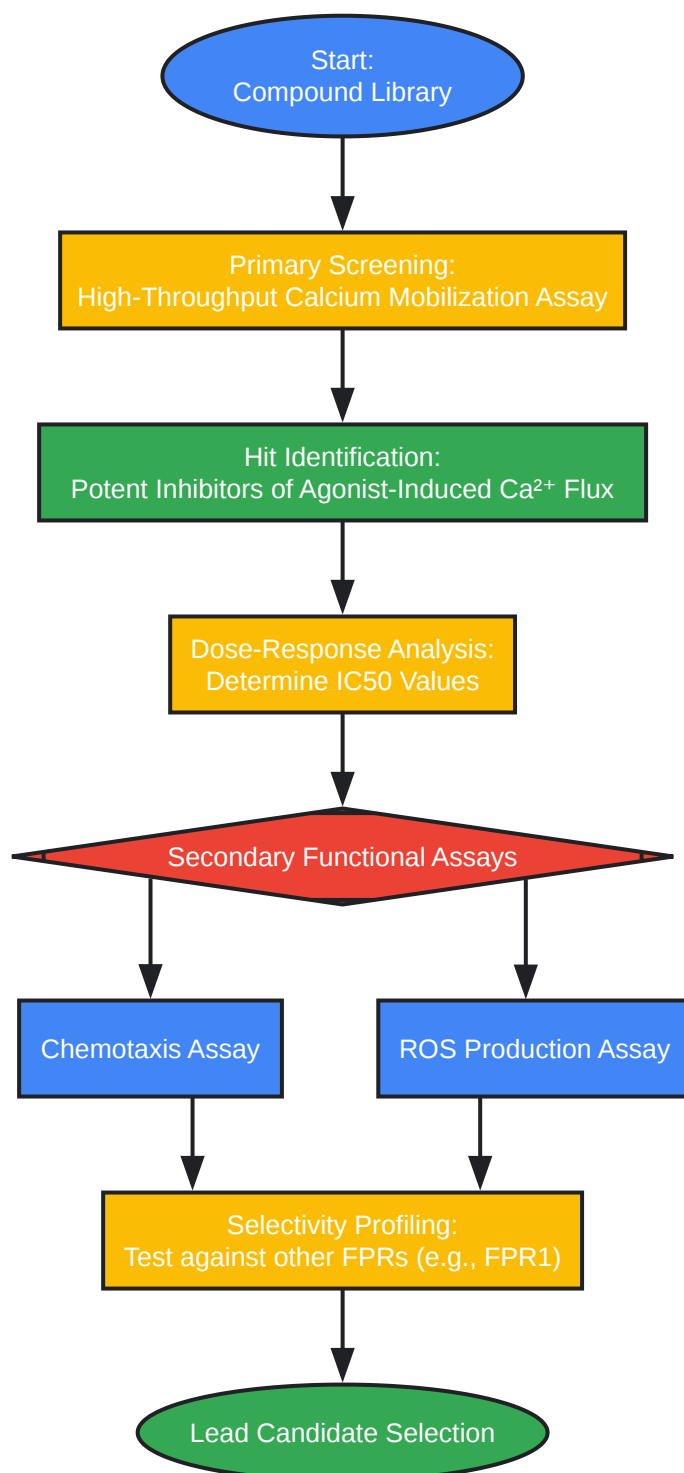 Start:
Compound Library
Primary Screening:
High-Throughput Calcium Mobilization Assay
Hit Identification:
Potent Inhibitors of Agonist-Induced Ca²⁺ Flux
Dose-Response Analysis:
Determine IC50 Values
Secondary Functional Assays
Chemotaxis Assay
ROS Production Assay
Selectivity Profiling:
Test against other FPRs (e.g., FPR1)
Lead Candidate Selection